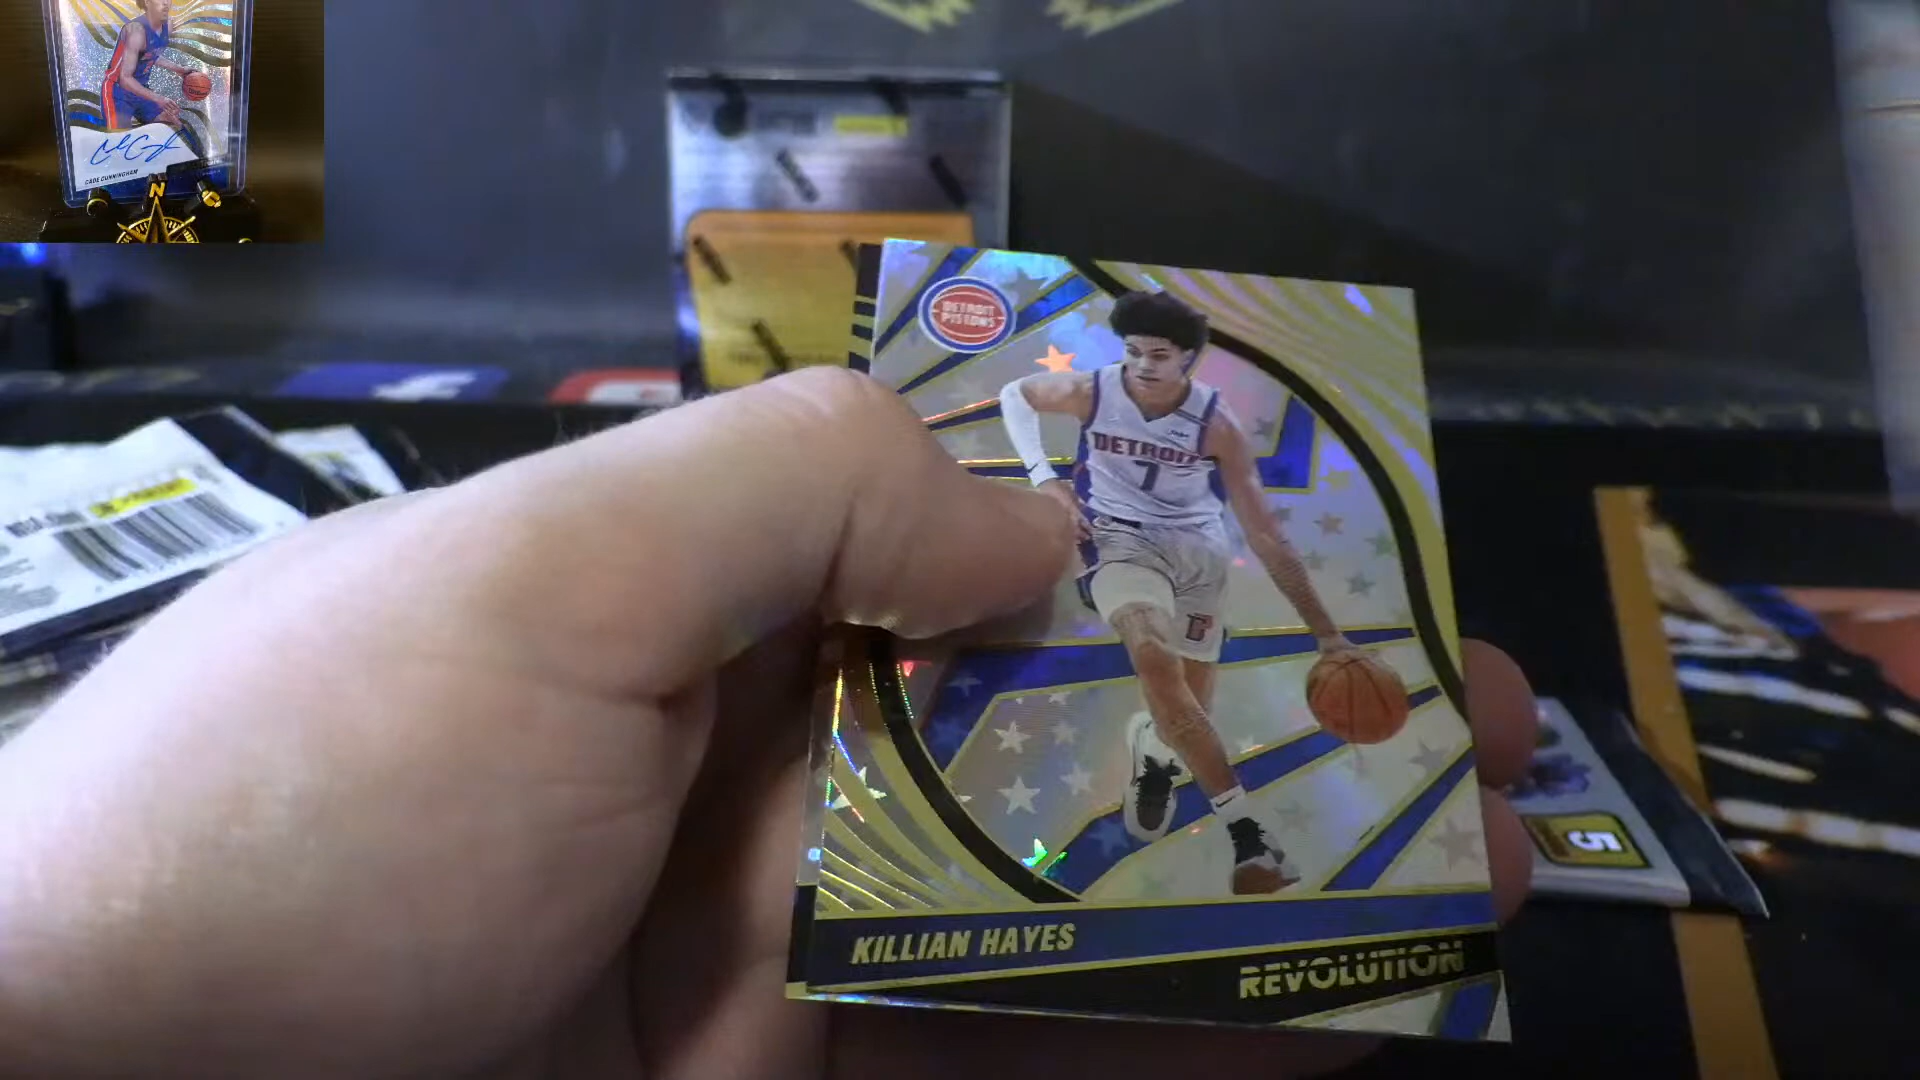 CADE CUNNINGHAM
N
DETROIT
PISTONS
DETROIT
7
KILLIAN HAYES
REVOLUTION
5